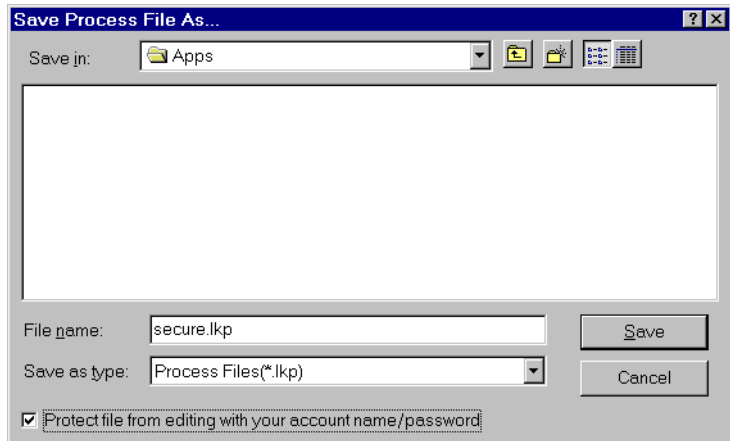 Save Process File As...
Save in:
Apps
File name:
secure.lkp
Save
Save as type:
Process Files(*.lkp)
Cancel
Protect file from editing with your account name/password